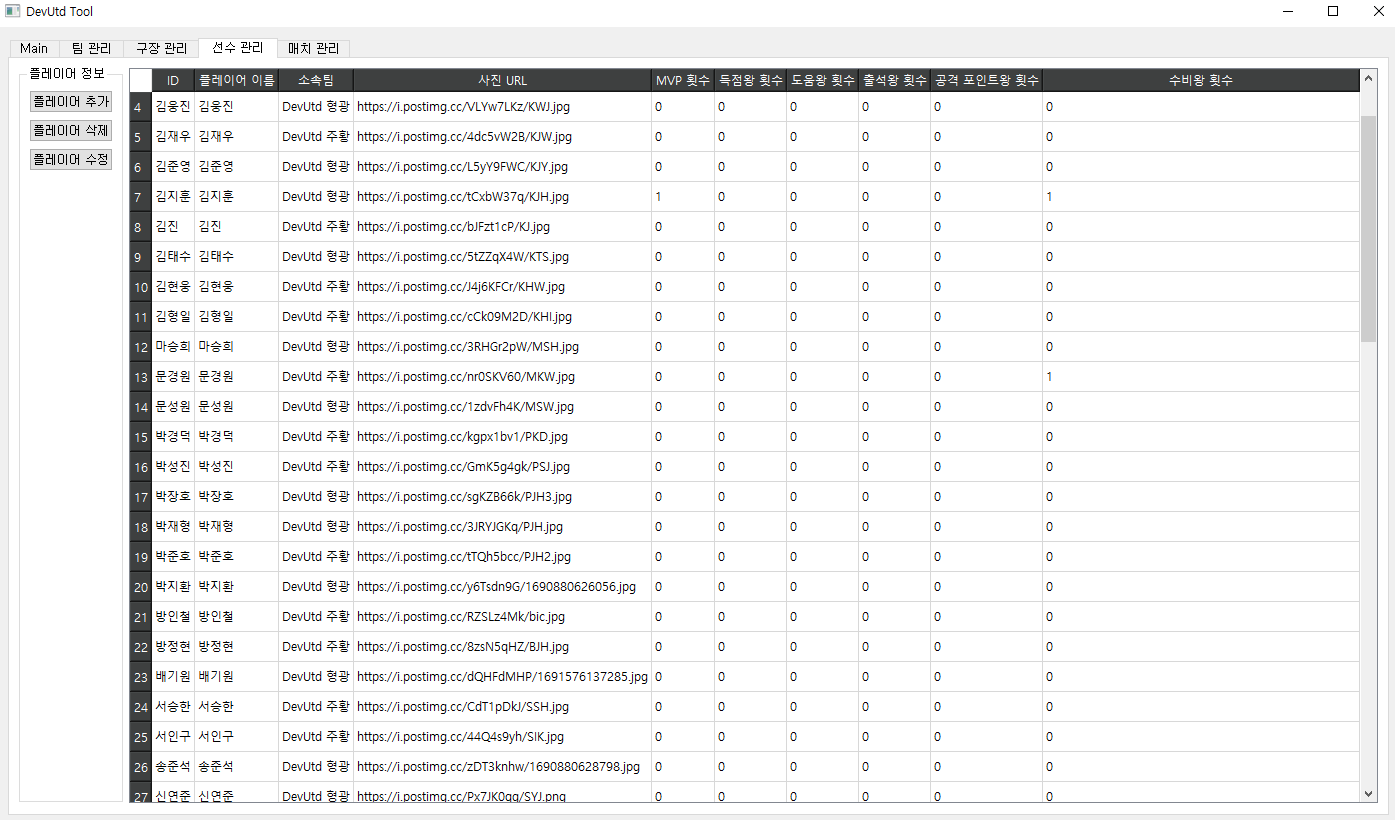 DevUtd Tool
Main 팀 관리 구장 관리 선수 관리 매치 관리
플레이어 정보
플레이어 추가
플레이어 삭제
플레이어 수정
ID 플레이어 이름 소속팀 사진 URL MVP 횟수 득점왕 횟수 도움왕 횟수 출석왕 횟수 공격 포인트왕 횟수 수비왕 횟수
4 김웅진 김웅진 DevUtd 형광 https://i.postimg.cc/VLYw7LKz/KWJ.jpg 0 0 0 0 0 0
5 김재우 김재우 DevUtd 주황 https://i.postimg.cc/4dc5vW2B/KJW.jpg 0 0 0 0 0 0
6 김준영 김준영 DevUtd 형광 https://i.postimg.cc/L5yY9FWC/KJY.jpg 0 0 0 0 0 0
7 김지훈 김지훈 DevUtd 형광 https://i.postimg.cc/tCxbW37q/KJH.jpg 1 0 0 0 0 1
8 김진 김진 DevUtd 주황 https://i.postimg.cc/bJFzt1cP/KJ.jpg 0 0 0 0 0 0
9 김태수 김태수 DevUtd 형광 https://i.postimg.cc/5tZZqX4W/KTS.jpg 0 0 0 0 0 0
10 김현웅 김현웅 DevUtd 주황 https://i.postimg.cc/J4j6KFCr/KHW.jpg 0 0 0 0 0 0
11 김형일 김형일 DevUtd 주황 https://i.postimg.cc/cCk09M2D/KHI.jpg 0 0 0 0 0 0
12 마승희 마승희 DevUtd 형광 https://i.postimg.cc/3RHGr2pW/MSH.jpg 0 0 0 0 0 0
13 문경원 문경원 DevUtd 주황 https://i.postimg.cc/nr0SKV60/MKW.jpg 0 0 0 0 0 1
14 문성원 문성원 DevUtd 형광 https://i.postimg.cc/1zdvFh4K/MSW.jpg 0 0 0 0 0 0
15 박경덕 박경덕 DevUtd 주황 https://i.postimg.cc/kgpx1bv1/PKD.jpg 0 0 0 0 0 0
16 박성진 박성진 DevUtd 주황 https://i.postimg.cc/GmK5g4gk/PSJ.jpg 0 0 0 0 0 0
17 박장호 박장호 DevUtd 주황 https://i.postimg.cc/sgKZB66k/PJH3.jpg 0 0 0 0 0 0
18 박재형 박재형 DevUtd 형광 https://i.postimg.cc/3JRYJGKq/PJH.jpg 0 0 0 0 0 0
19 박준호 박준호 DevUtd 주황 https://i.postimg.cc/tTQh5bcc/PJH2.jpg 0 0 0 0 0 0
20 박지환 박지환 DevUtd 형광 https://i.postimg.cc/y6Tsdn9G/1690880626056.jpg 0 0 0 0 0 0
21 방인철 방인철 DevUtd 주황 https://i.postimg.cc/RZSLz4Mk/bic.jpg 0 0 0 0 0 0
22 방정현 방정현 DevUtd 주황 https://i.postimg.cc/8zsN5qHZ/BJH.jpg 0 0 0 0 0 0
23 배기원 배기원 DevUtd 형광 https://i.postimg.cc/dQHFdMHP/1691576137285.jpg 0 0 0 0 0 0
24 서승한 서승한 DevUtd 주황 https://i.postimg.cc/CdT1pDkJ/SSH.jpg 0 0 0 0 0 0
25 서인구 서인구 DevUtd 주황 https://i.postimg.cc/44Q4s9yh/SIK.jpg 0 0 0 0 0 0
26 송준석 송준석 DevUtd 형광 https://i.postimg.cc/zDT3knhw/1690880628798.jpg 0 0 0 0 0 0
27 신연준 신연준 DevUtd 형광 https://i.postimg.cc/Px7JK0qq/SYJ.png 0 0 0 0 0 0